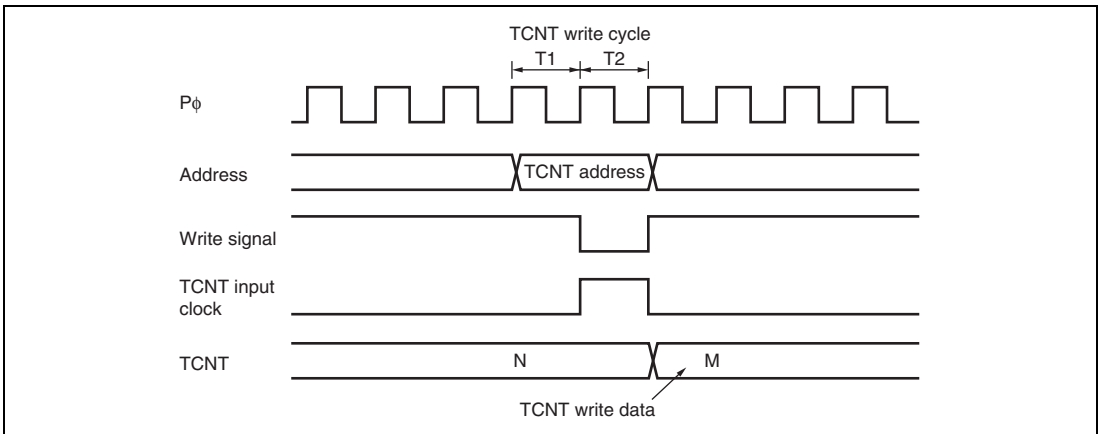 TCNT write cycle
T1 T2
Pϕ
Address
TCNT address
Write signal
TCNT input
clock
TCNT
N
M
TCNT write data